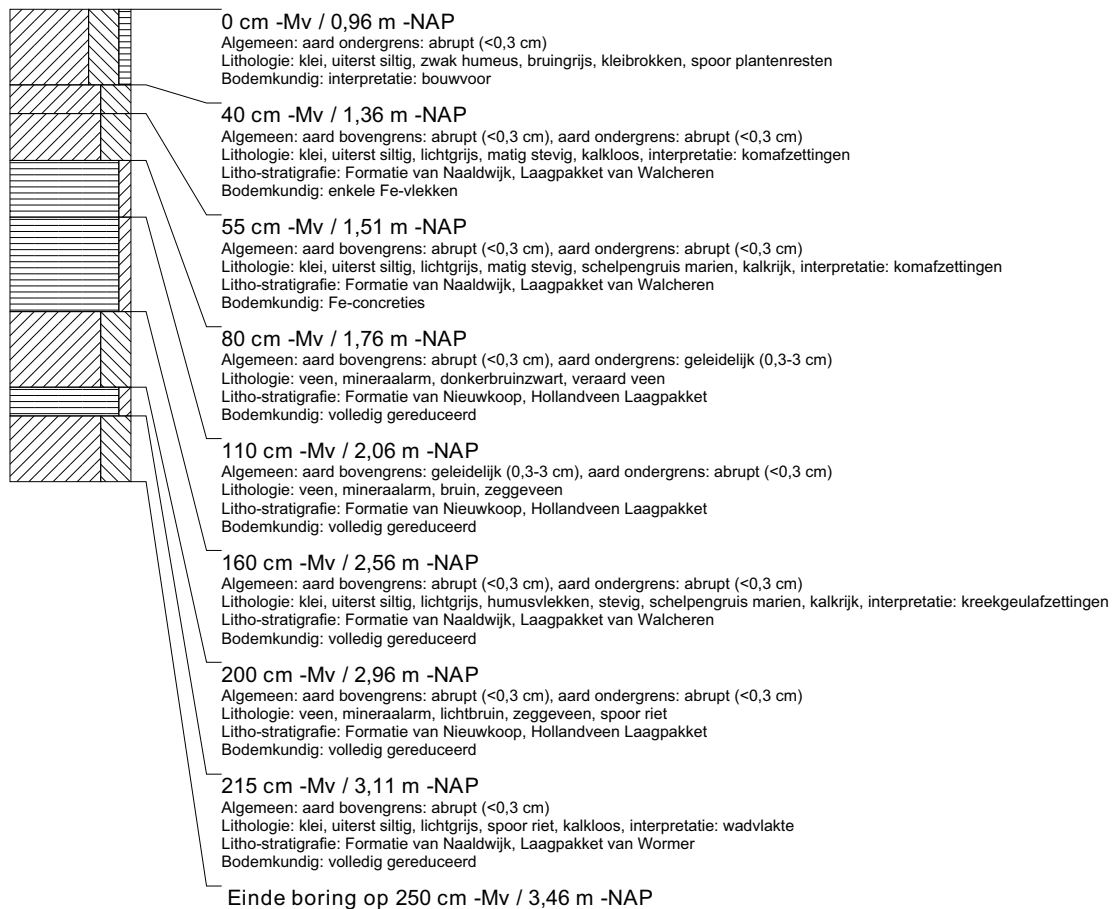 0 cm -Mv / 0,96 m -NAP
Algemeen: aard ondergrens: abrupt (<0,3 cm)
Lithologie: klei, uiterst siltig, zwak humeus, bruingrijs, kleibrokken, spoor plantenresten
Bodemkundig: interpretatie: bouwvoor
40 cm -Mv / 1,36 m -NAP
Algemeen: aard bovengrens: abrupt (<0,3 cm), aard ondergrens: abrupt (<0,3 cm)
Lithologie: klei, uiterst siltig, lichtgrijs, matig stevig, kalkloos, interpretatie: komafzettingen
Litho-stratigrafie: Formatie van Naaldwijk, Laagpakket van Walcheren
Bodemkundig: enkele Fe-vlekken
55 cm -Mv / 1,51 m -NAP
Algemeen: aard bovengrens: abrupt (<0,3 cm), aard ondergrens: abrupt (<0,3 cm)
Lithologie: klei, uiterst siltig, lichtgrijs, matig stevig, schelpengruis marien, kalkrijk, interpretatie: komafzettingen
Litho-stratigrafie: Formatie van Naaldwijk, Laagpakket van Walcheren
Bodemkundig: Fe-concreties
80 cm -Mv / 1,76 m -NAP
Algemeen: aard bovengrens: abrupt (<0,3 cm), aard ondergrens: geleidelijk (0,3-3 cm)
Lithologie: veen, mineraalarm, donkerbruinzwart, veraard veen
Litho-stratigrafie: Formatie van Nieuwkoop, Hollandveen Laagpakket
Bodemkundig: volledig gereduceerd
110 cm -Mv / 2,06 m -NAP
Algemeen: aard bovengrens: geleidelijk (0,3-3 cm), aard ondergrens: abrupt (<0,3 cm)
Lithologie: veen, mineraalarm, bruin, zeggeveen
Litho-stratigrafie: Formatie van Nieuwkoop, Hollandveen Laagpakket
Bodemkundig: volledig gereduceerd
160 cm -Mv / 2,56 m -NAP
Algemeen: aard bovengrens: abrupt (<0,3 cm), aard ondergrens: abrupt (<0,3 cm)
Lithologie: klei, uiterst siltig, lichtgrijs, humusvlekken, stevig, schelpengruis marien, kalkrijk, interpretatie: kreekgeulafzettingen
Litho-stratigrafie: Formatie van Naaldwijk, Laagpakket van Walcheren
Bodemkundig: volledig gereduceerd
200 cm -Mv / 2,96 m -NAP
Algemeen: aard bovengrens: abrupt (<0,3 cm), aard ondergrens: abrupt (<0,3 cm)
Lithologie: veen, mineraalarm, lichtbruin, zeggeveen, spoor riet
Litho-stratigrafie: Formatie van Nieuwkoop, Hollandveen Laagpakket
Bodemkundig: volledig gereduceerd
215 cm -Mv / 3,11 m -NAP
Algemeen: aard bovengrens: abrupt (<0,3 cm)
Lithologie: klei, uiterst siltig, lichtgrijs, spoor riet, kalkloos, interpretatie: wadvlakte
Litho-stratigrafie: Formatie van Naaldwijk, Laagpakket van Wormer
Bodemkundig: volledig gereduceerd
Einde boring op 250 cm -Mv / 3,46 m -NAP